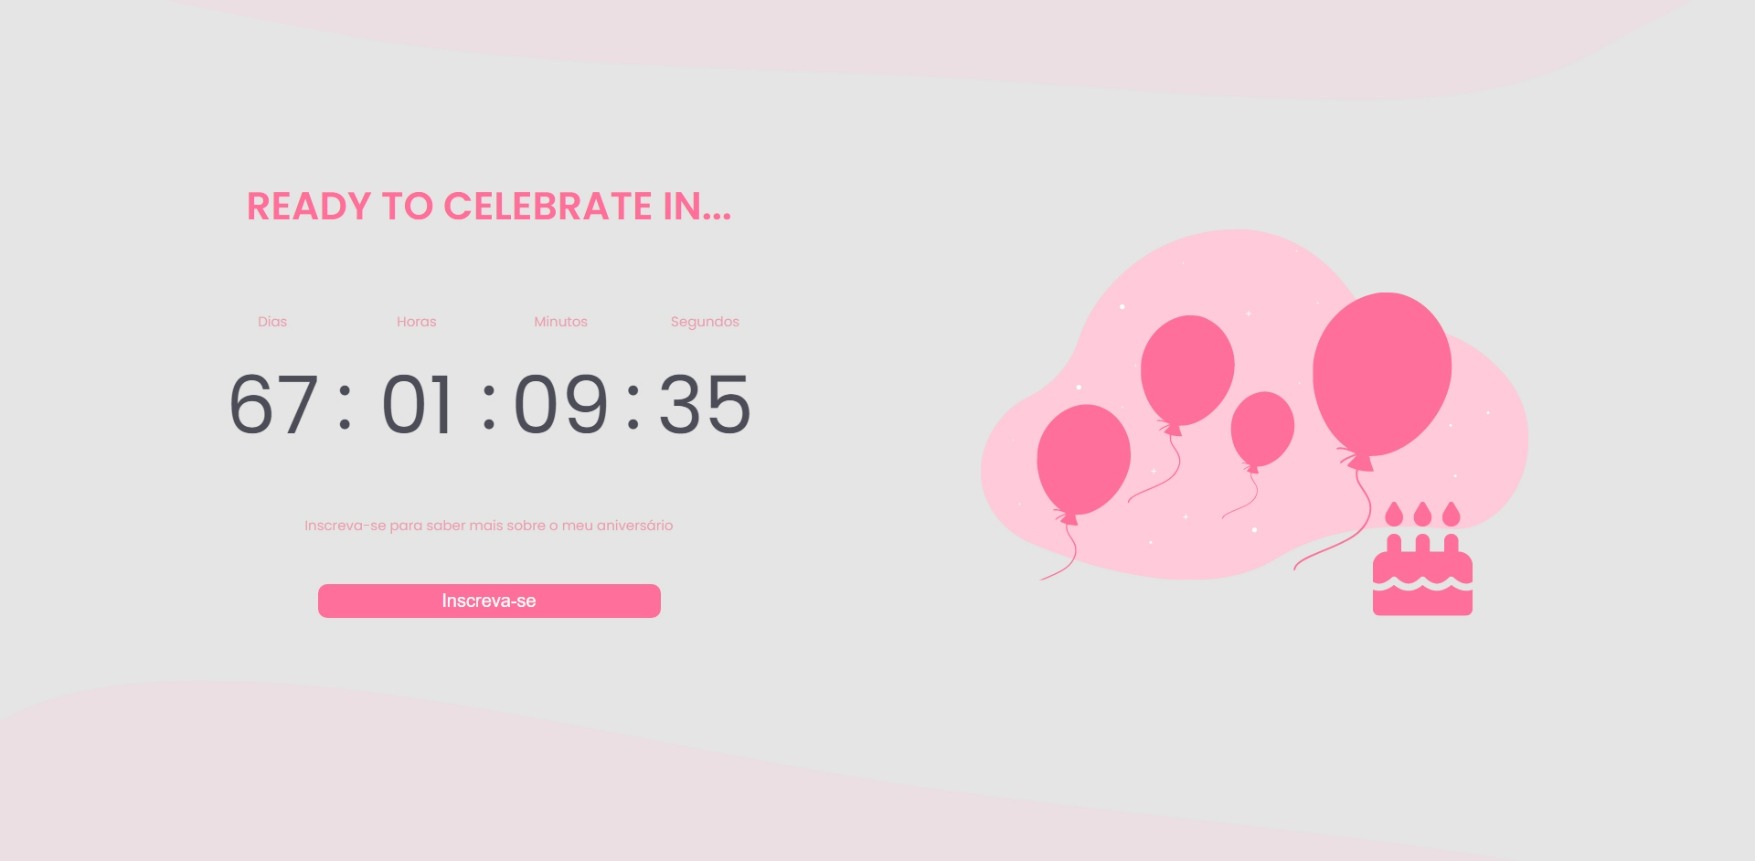 READY TO CELEBRATE IN...
Dias Horas Minutos Segundos
67 : 01 : 09 : 35
Inscreva-se para saber mais sobre o meu aniversário
Inscreva-se